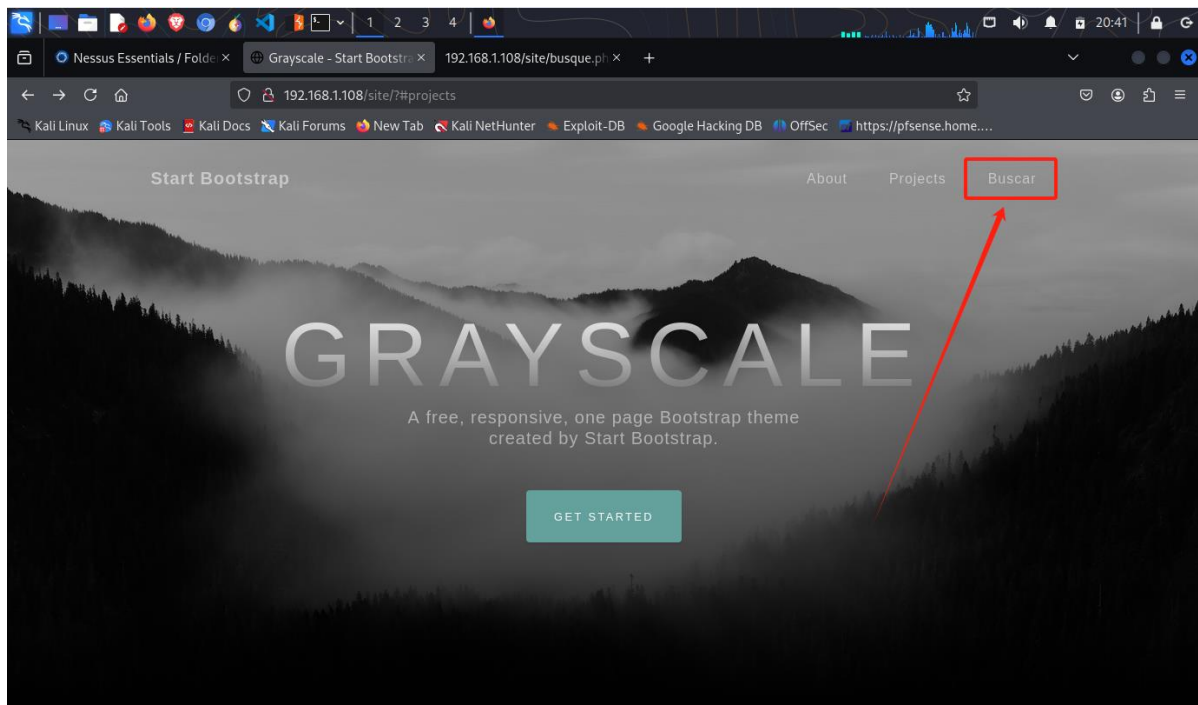 1 2 3 4 20:41
Nessus Essentials / Folde Grayscale - Start Bootstra 192.168.1.108/site/busque.ph
192.168.1.108/site/?#projects
Kali Linux Kali Tools Kali Docs Kali Forums New Tab Kali NetHunter Exploit-DB Google Hacking DB OffSec https://pfsense.home....
Start Bootstrap About Projects Buscar
GRAYSCALE
A free, responsive, one page Bootstrap theme
created by Start Bootstrap.
GET STARTED